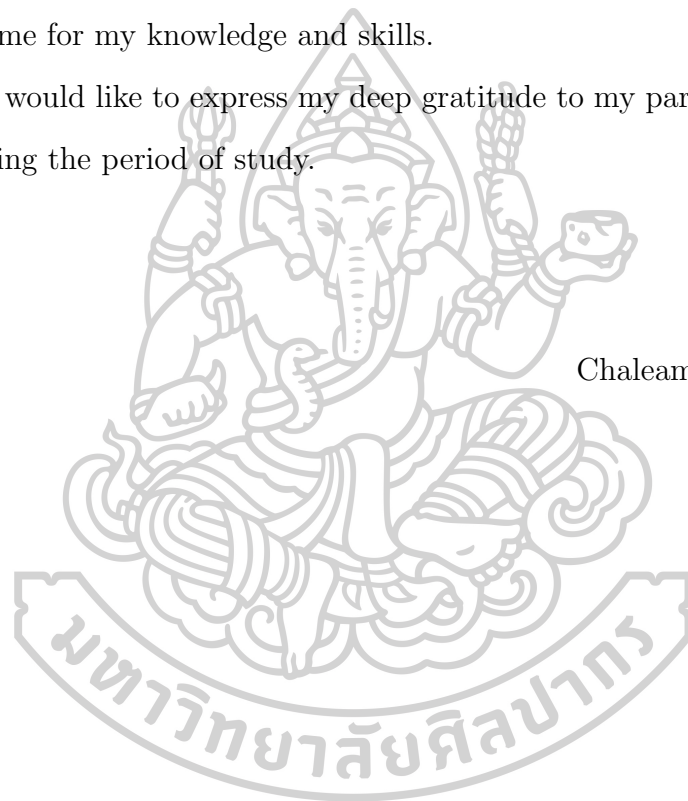 me for my knowledge and skills.
would like to express my deep gratitude to my par
ing the period of study.
Chaleam
มหาวิทยาลัยศิลปากร